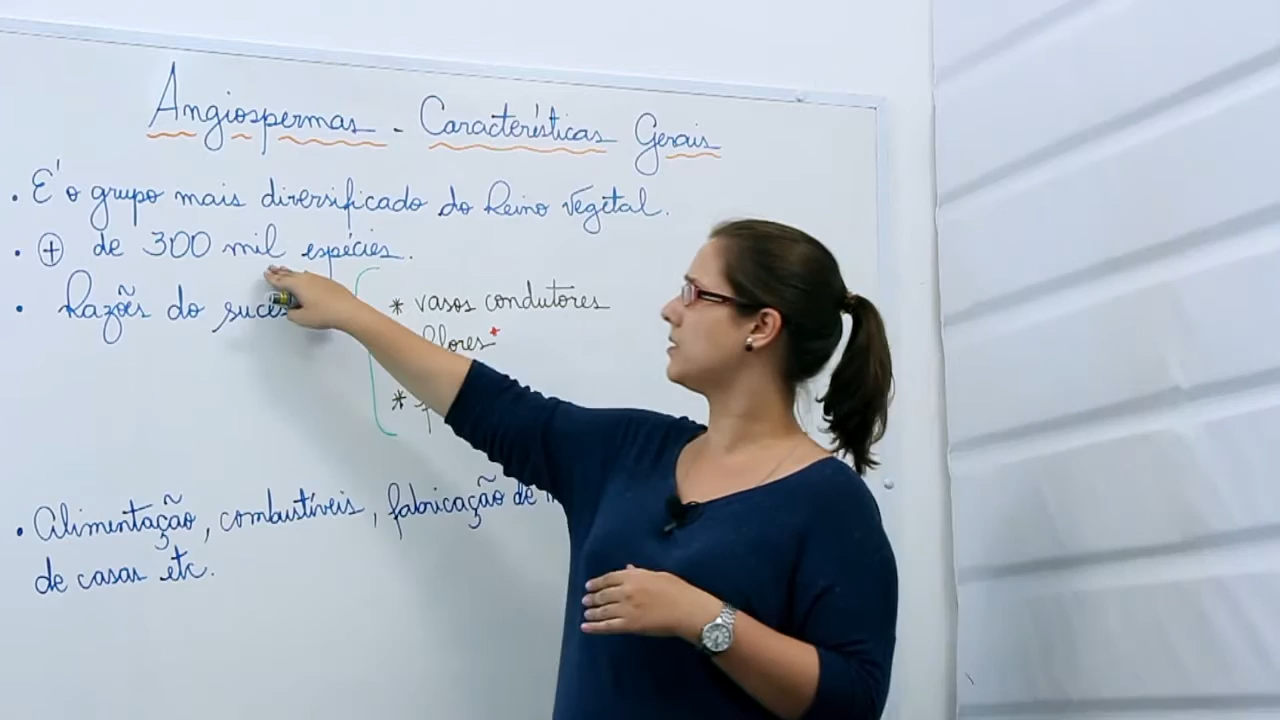 Angiospermas - Características Gerais
• É o grupo mais diversificado do Reino Vegetal.
• + de 300 mil espécies.
• Razões do
* vasos condutores
flores*
*
• Alimentação, combustíveis, fabricação de
de casas etc.